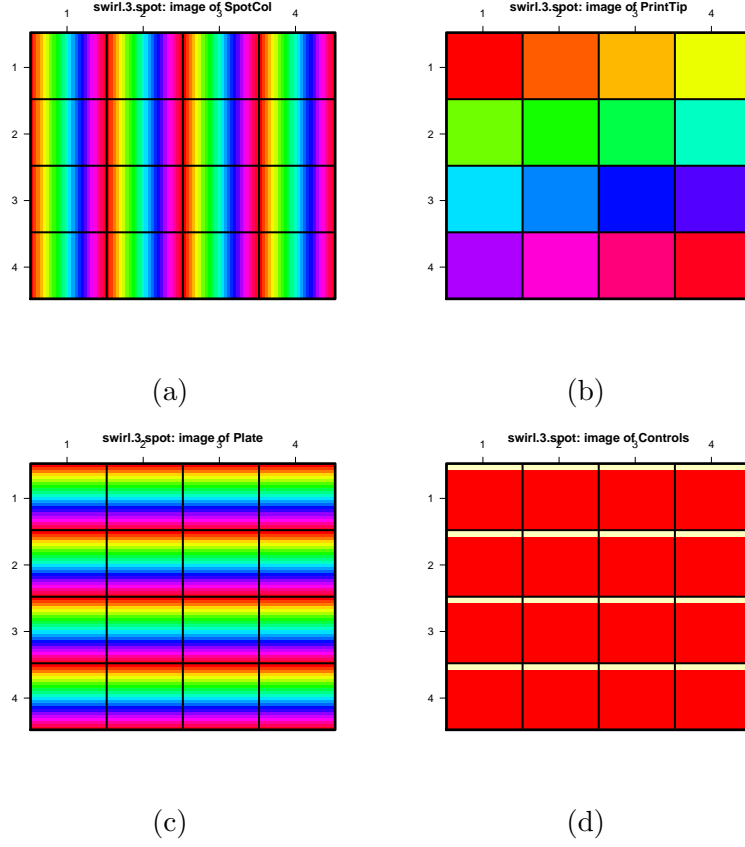 swirl.3.spot: image of SpotCol
1 2 3 4
1
2
3
4
(a)
swirl.3.spot: image of PrintTip
1 2 3 4
1
2
3
4
(b)
swirl.3.spot: image of Plate
1 2 3 4
1
2
3
4
(c)
swirl.3.spot: image of Controls
1 2 3 4
1
2
3
4
(d)